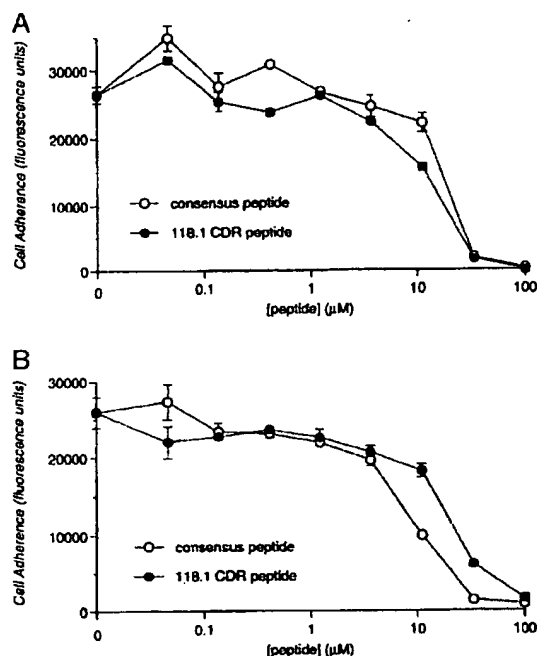 A
Cell Adherence (fluorescence units)
30000
20000
10000
0
consensus peptide
118.1 CDR peptide
0 0.1 1 10 100
[peptide] (μM)
B
Cell Adherence (fluorescence units)
30000
20000
10000
0
consensus peptide
118.1 CDR peptide
0 0.1 1 10 100
[peptide] (μM)